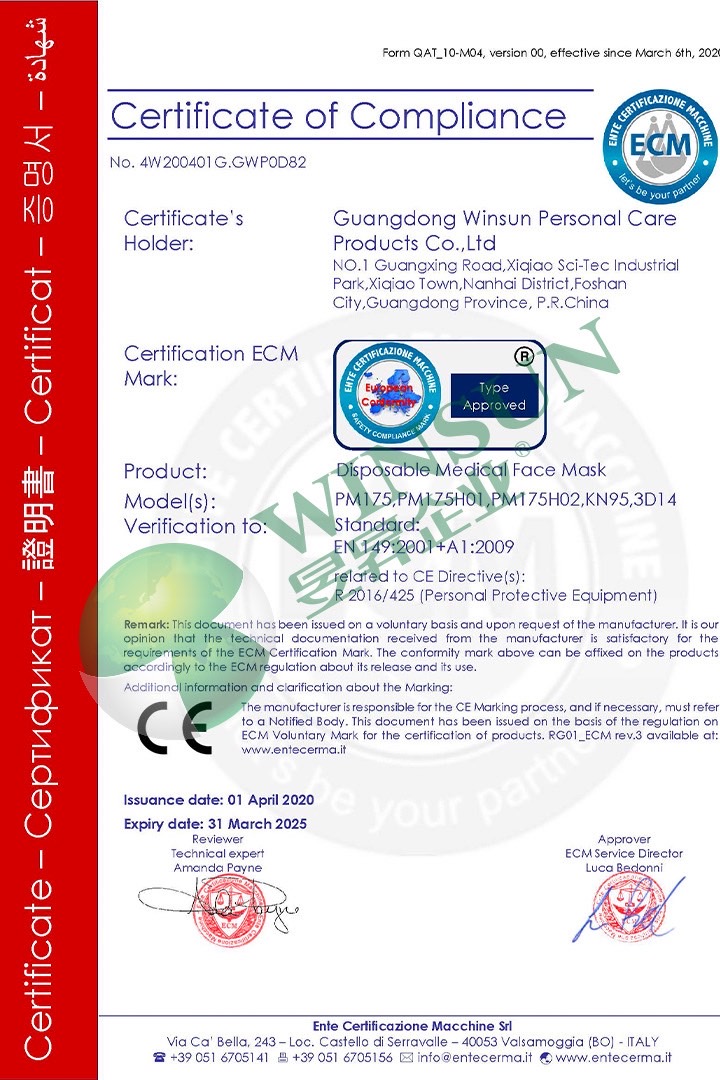 Form QAT_10-M04, version 00, effective since March 6th, 2020
Certificate of Compliance
No. 4W200401G.GWP0D82
ENTE CERTIFICAZIONE MACCHINE
ECM
let's be your partner
Certificate's
Holder:
Guangdong Winsun Personal Care
Products Co.,Ltd
NO.1 Guangxing Road,Xiqiao Sci-Tec Industrial
Park,Xiqiao Town,Nanhai District,Foshan
City,Guangdong Province, P.R.China
Certification ECM
Mark:
ENTE CERTIFICAZIONE MACCHINE
European
Conformity
SAFETY COMPLIANCE MARK
®
Type
Approved
Product:
Disposable Medical Face Mask
Model(s):
PM175,PM175H01,PM175H02,KN95,3D14
Verification to:
Standard:
EN 149:2001+A1:2009
related to CE Directive(s):
R 2016/425 (Personal Protective Equipment)
WINSUN
昱升企业®
Remark: This document has been issued on a voluntary basis and upon request of the manufacturer. It is our
opinion that the technical documentation received from the manufacturer is satisfactory for the
requirements of the ECM Certification Mark. The conformity mark above can be affixed on the products
accordingly to the ECM regulation about its release and its use.
Additional information and clarification about the Marking:
CE
The manufacturer is responsible for the CE Marking process, and if necessary, must refer
to a Notified Body. This document has been issued on the basis of the regulation on
ECM Voluntary Mark for the certification of products. RG01_ECM rev.3 available at:
www.entecerma.it
Issuance date: 01 April 2020
Expiry date: 31 March 2025
Reviewer
Technical expert
Amanda Payne
Approver
ECM Service Director
Luca Bedonni
ECM
Ente Certificazione Macchine Srl
Via Ca' Bella, 243 – Loc. Castello di Serravalle – 40053 Valsamoggia (BO) - ITALY
+39 051 6705141 +39 051 6705156 info@entecerma.it www.entecerma.it
Certificate – Сертификат – 證明書 – Certificat – 증명서 – شهادة